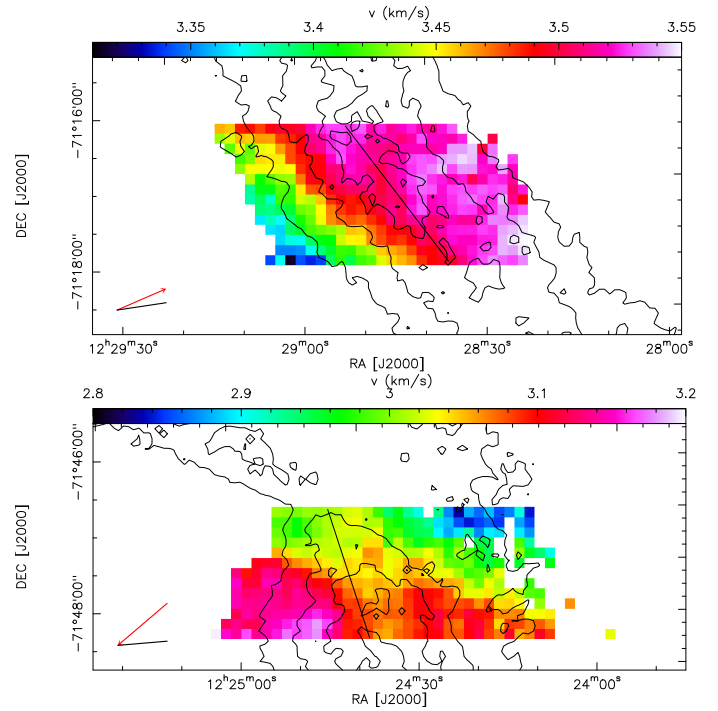 v (km/s)
3.35 3.4 3.45 3.5 3.55
DEC [J2000]
−71°16'00"
−71°18'00"
12ʰ29ᵐ30ˢ 29ᵐ00ˢ 28ᵐ30ˢ 28ᵐ00ˢ
RA [J2000]
v (km/s)
2.8 2.9 3 3.1 3.2
DEC [J2000]
−71°46'00"
−71°48'00"
12ʰ25ᵐ00ˢ 24ᵐ30ˢ 24ᵐ00ˢ
RA [J2000]